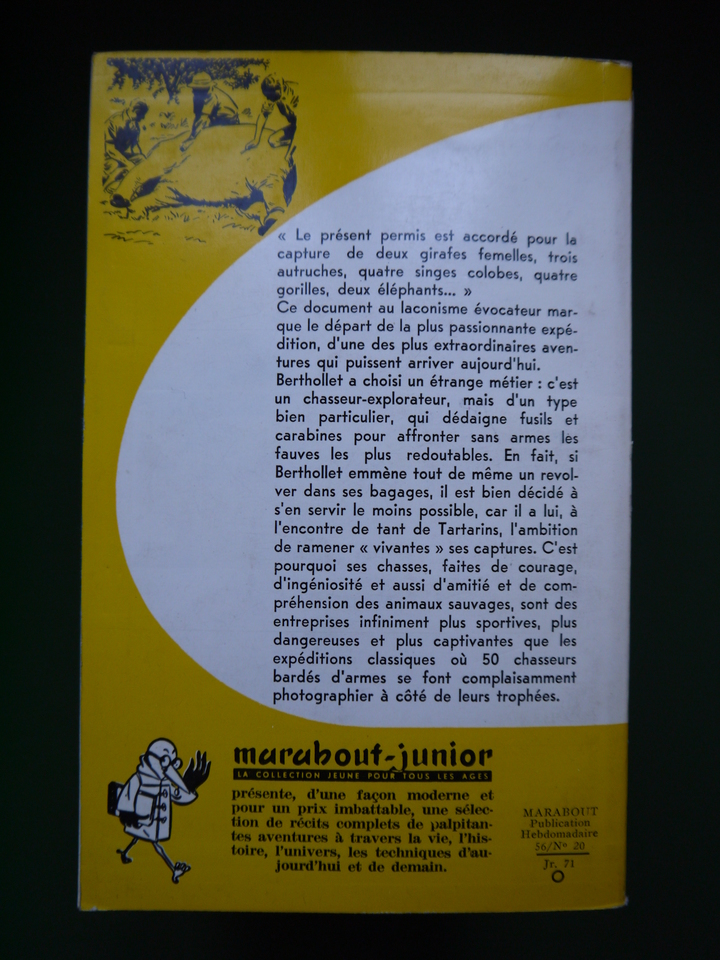 « Le présent permis est accordé pour la
capture de deux girafes femelles, trois
autruches, quatre singes colobes, quatre
gorilles, deux éléphants... »
Ce document au laconisme évocateur mar-
que le départ de la plus passionnante expé-
dition, d'une des plus extraordinaires aven-
tures qui puissent arriver aujourd'hui.
Berthollet a choisi un étrange métier : c'est
un chasseur-explorateur, mais d'un type
bien particulier, qui dédaigne fusils et
carabines pour affronter sans armes les
fauves les plus redoutables. En fait, si
Berthollet emmène tout de même un revol-
ver dans ses bagages, il est bien décidé à
s'en servir le moins possible, car il a lui, à
l'encontre de tant de Tartarins, l'ambition
de ramener « vivantes » ses captures. C'est
pourquoi ses chasses, faites de courage,
d'ingéniosité et aussi d'amitié et de com-
préhension des animaux sauvages, sont des
entreprises infiniment plus sportives, plus
dangereuses et plus captivantes que les
expéditions classiques où 50 chasseurs
bardés d'armes se font complaisamment
photographier à côté de leurs trophées.
marabout-junior
LA COLLECTION JEUNE POUR TOUS LES AGES
présente, d'une façon moderne et
pour un prix imbattable, une sélec-
tion de récits complets de palpitan-
tes aventures à travers la vie, l'his-
toire, l'univers, les techniques d'au-
jourd'hui et de demain.
MARABOUT
Publication
Hebdomadaire
56/Nº 20
Jr. 71